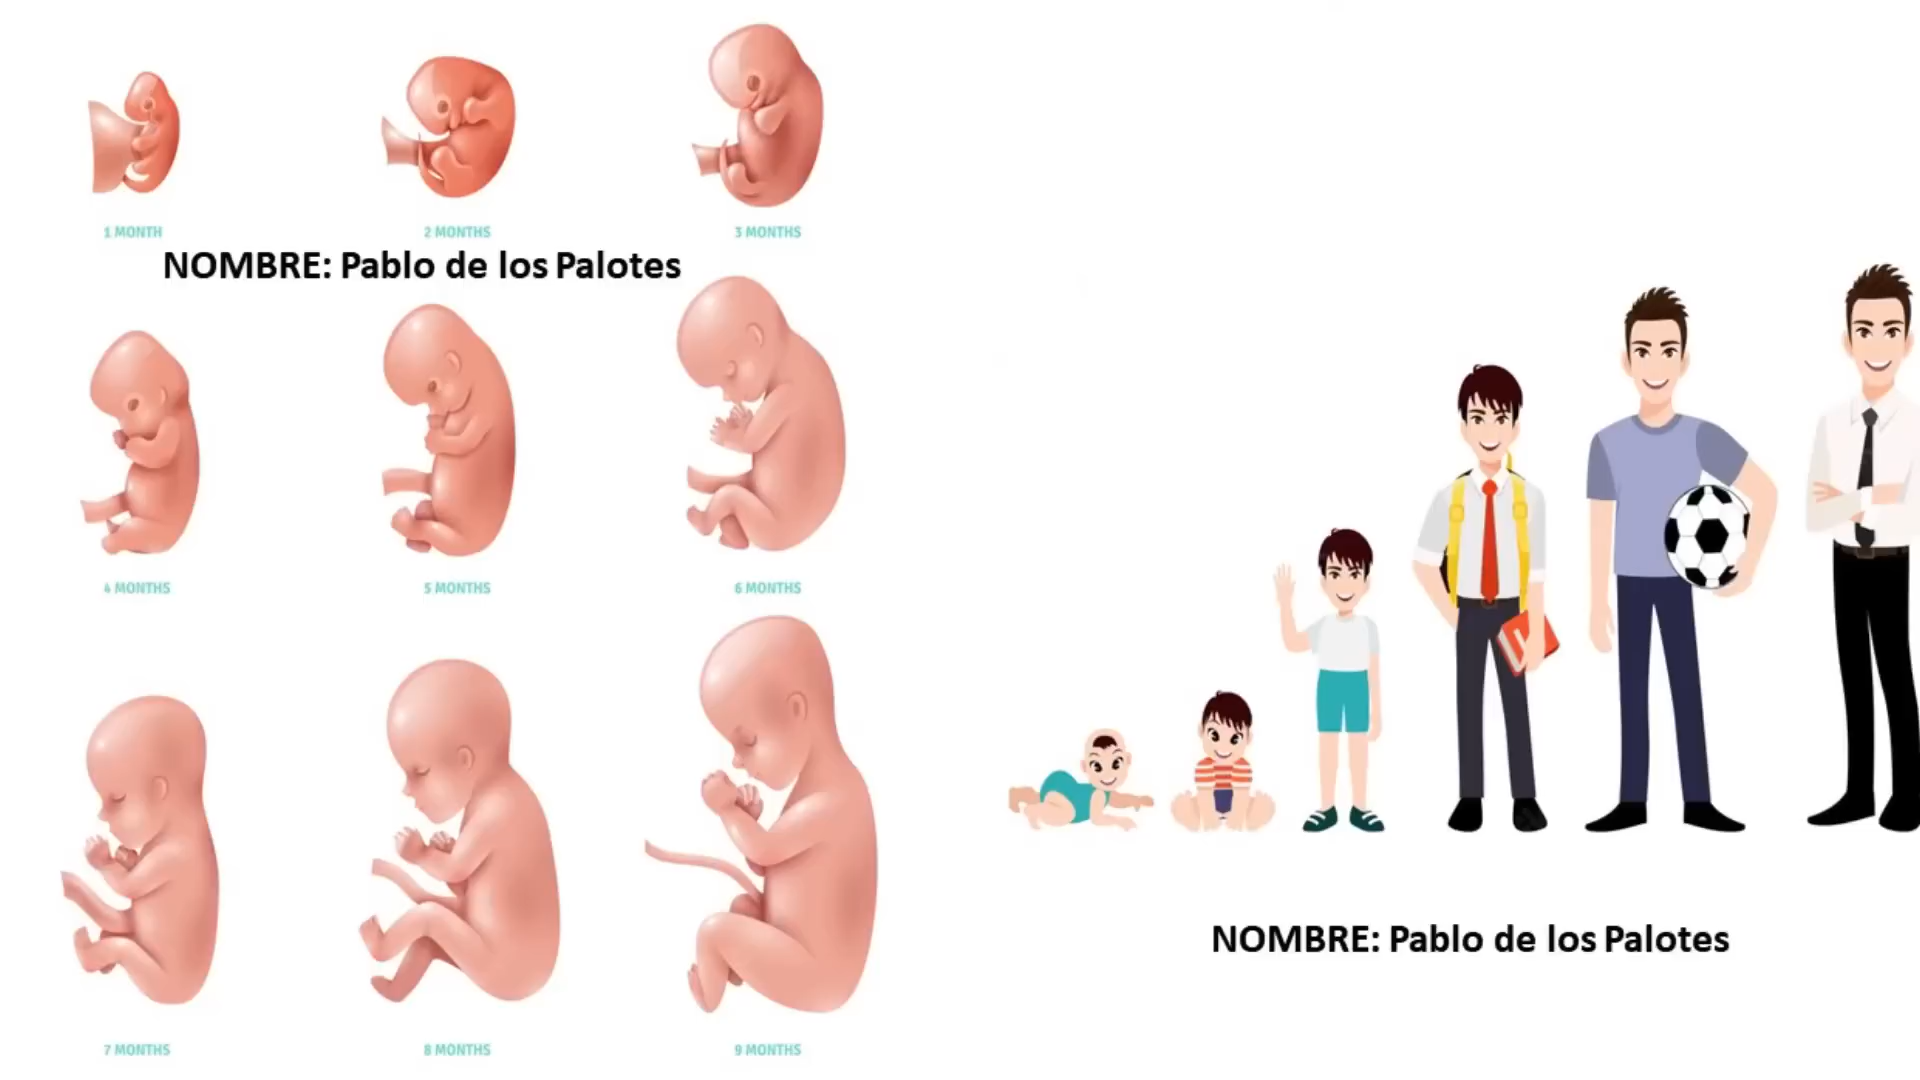 1 MONTH
2 MONTHS
3 MONTHS
NOMBRE: Pablo de los Palotes
4 MONTHS
5 MONTHS
6 MONTHS
7 MONTHS
8 MONTHS
9 MONTHS
NOMBRE: Pablo de los Palotes